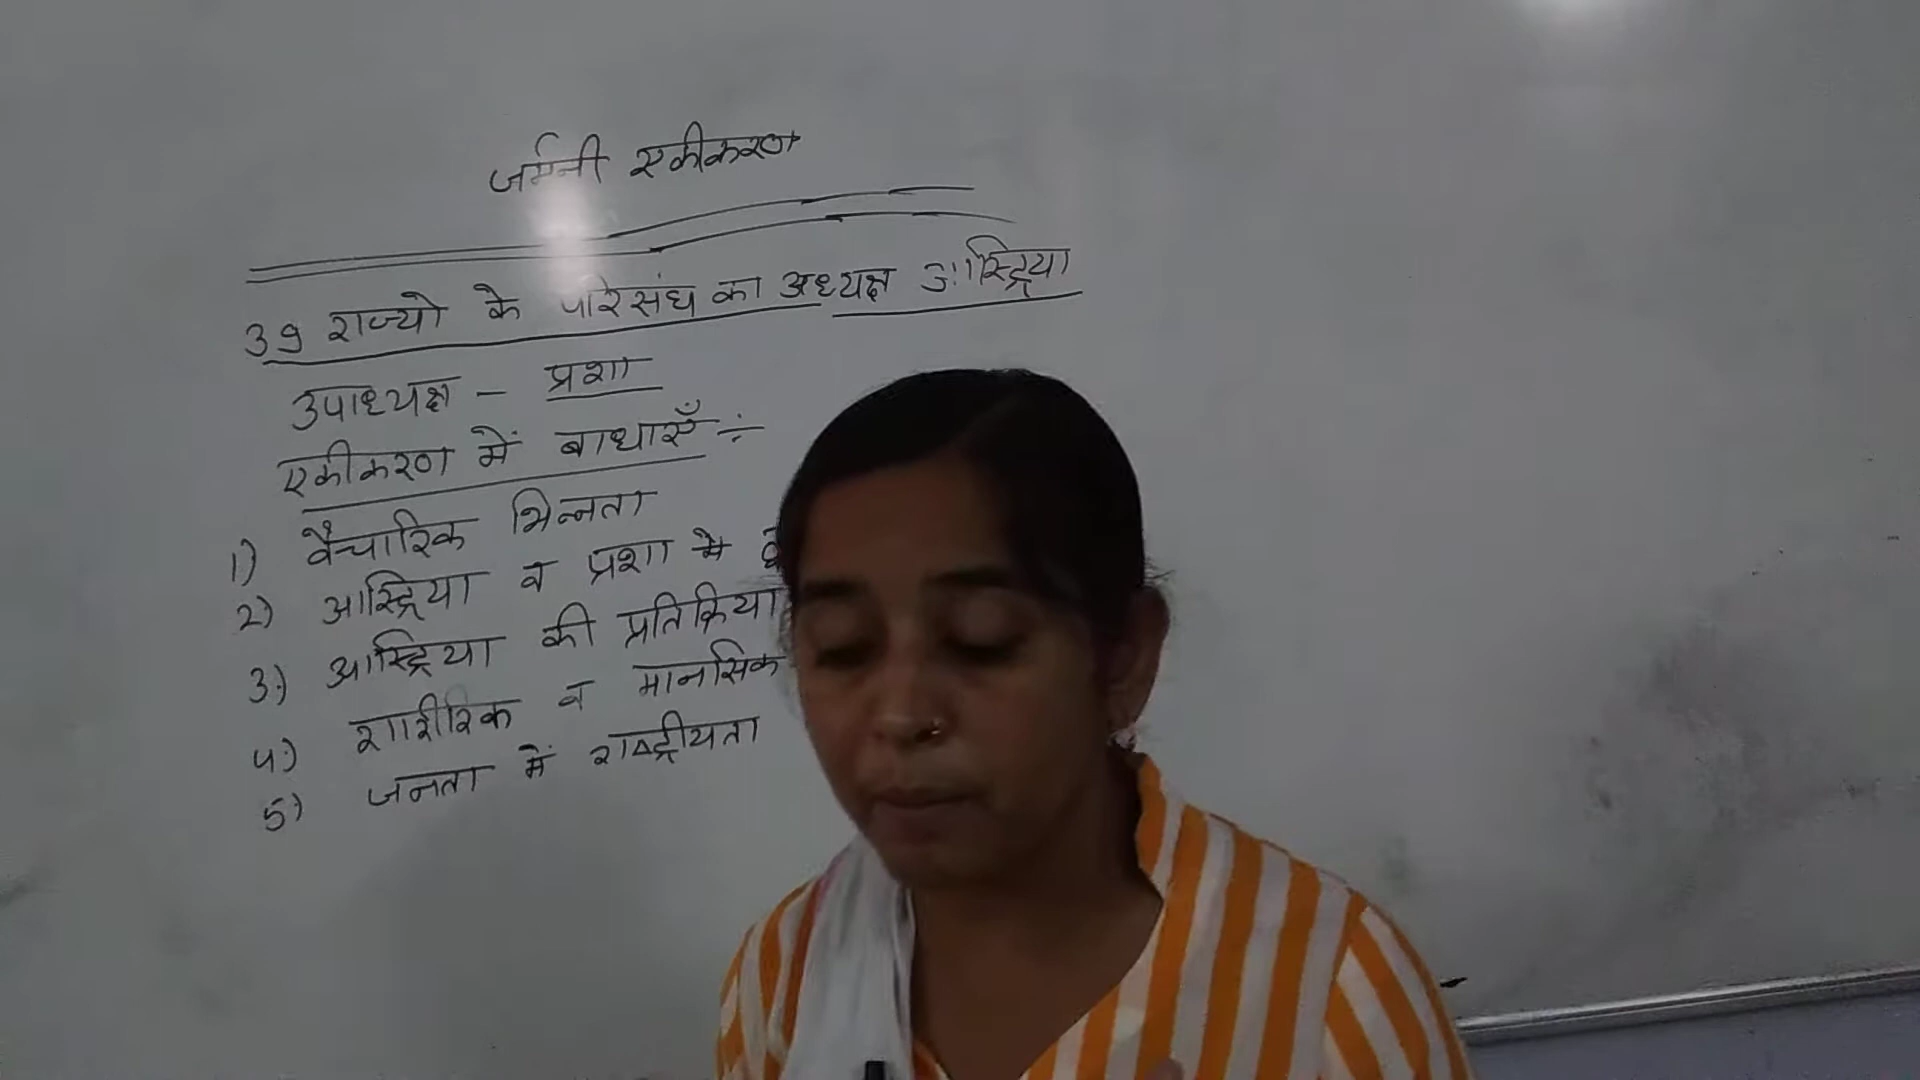 जर्मनी एकीकरण
39 राज्यो के परिसंघ का अध्यक्ष आस्ट्रिया
उपाध्यक्ष - प्रशा
एकीकरण में बाधाएँ ÷
1) वैचारिक भिन्नता
2) आस्ट्रिया व प्रशा मे
3) आस्ट्रिया की प्रतिक्रिया
4) शारीरिक व मानसिक
5) जनता में राष्ट्रीयता